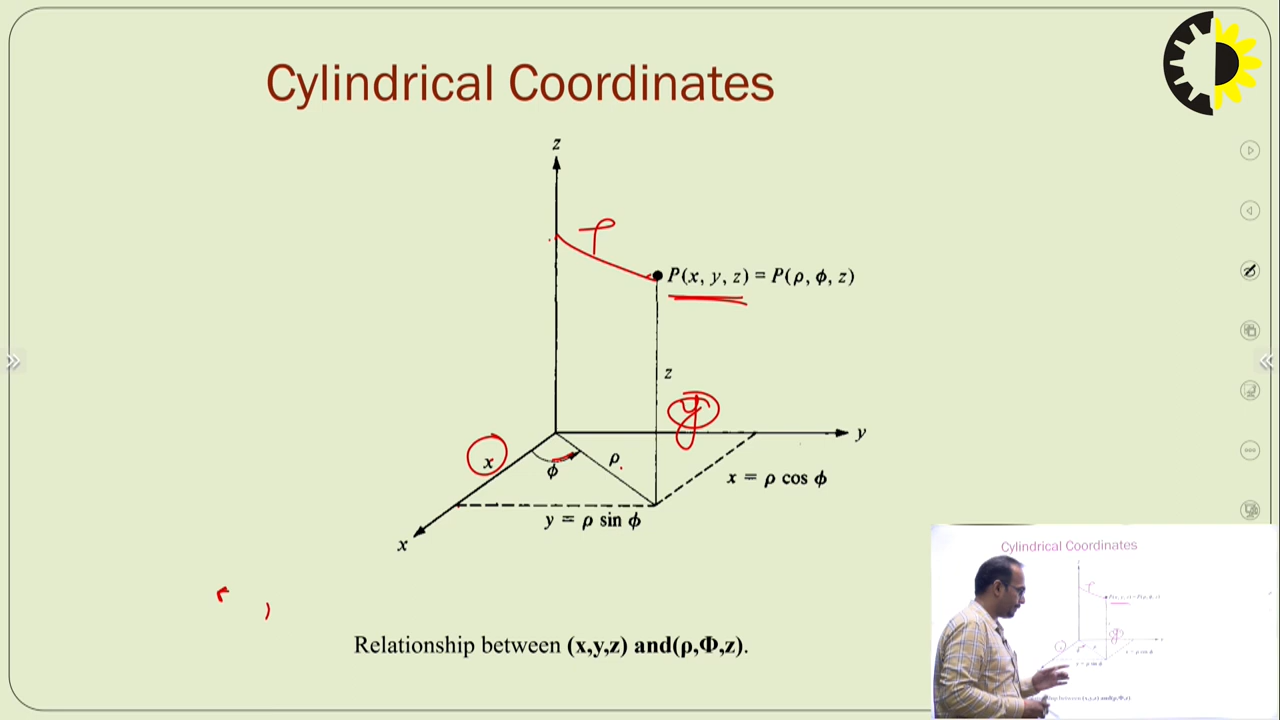 Cylindrical Coordinates
z
ρ
P(x, y, z) = P(ρ, ϕ, z)
z
y
y
x
ϕ
ρ
x = ρ cos ϕ
y = ρ sin ϕ
x
Relationship between (x,y,z) and(ρ,Φ,z).
Cylindrical Coordinates